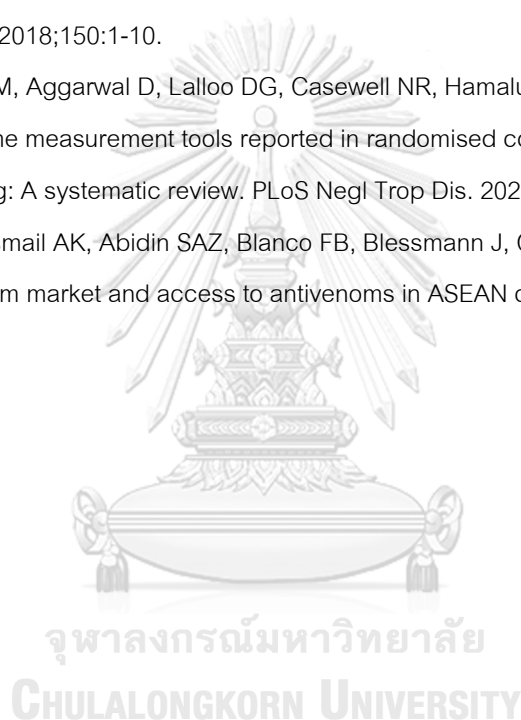 2018;150:1-10.
M, Aggarwal D, Lalloo DG, Casewell NR, Hamalu
ne measurement tools reported in randomised co
g: A systematic review. PLoS Negl Trop Dis. 202
smail AK, Abidin SAZ, Blanco FB, Blessmann J, C
m market and access to antivenoms in ASEAN c
จุฬาลงกรณ์มหาวิทยาลัย
CHULALONGKORN UNIVERSITY